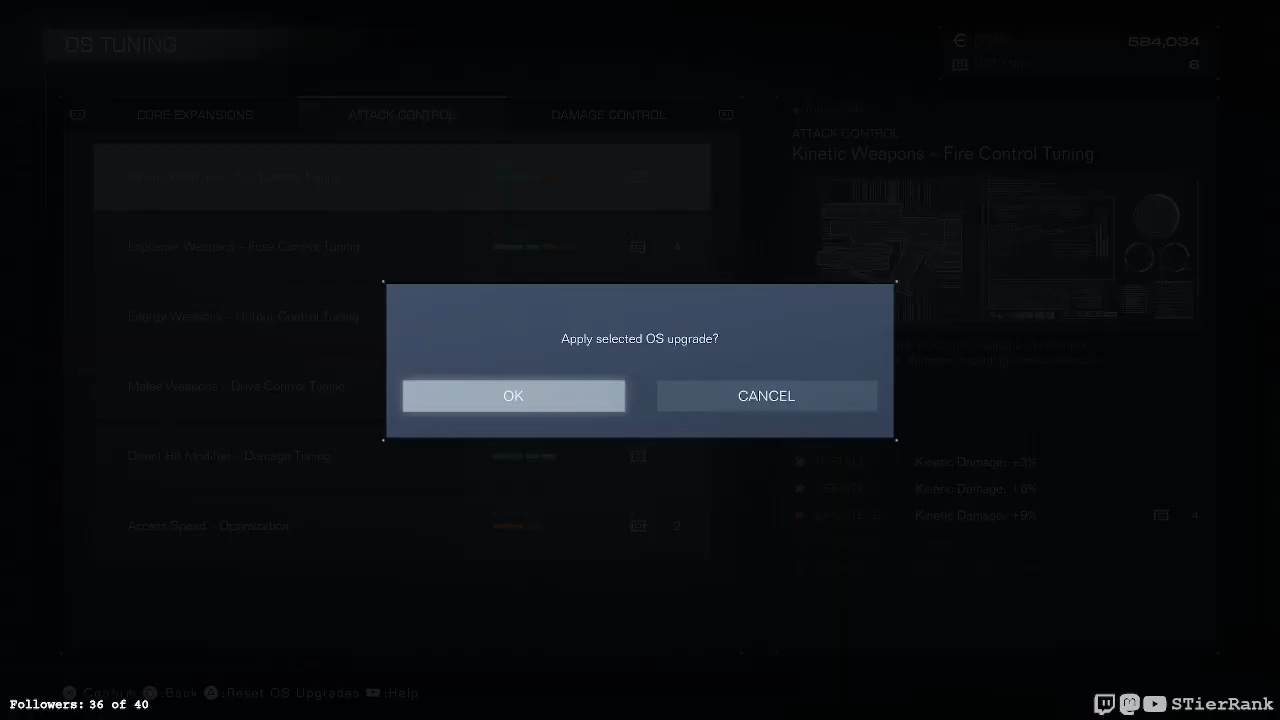 OS TUNING
584,034
6
CORE EXPANSIONS
ATTACK CONTROL
DAMAGE CONTROL
ATTACK CONTROL
Kinetic Weapons – Fire Control Tuning
Explosive Weapons – Fuse Control Tuning
4
Energy Weapons – Output Control Tuning
Melee Weapons – Drive Control Tuning
Direct Hit Modifier – Damage Tuning
Access Speed – Optimization
2
Apply selected OS upgrade?
OK
CANCEL
Kinetic Damage: +3%
Kinetic Damage: +6%
Kinetic Damage: +9%
4
Confirm :Back :Reset OS Upgrades :Help
Followers: 36 of 40
STierRank